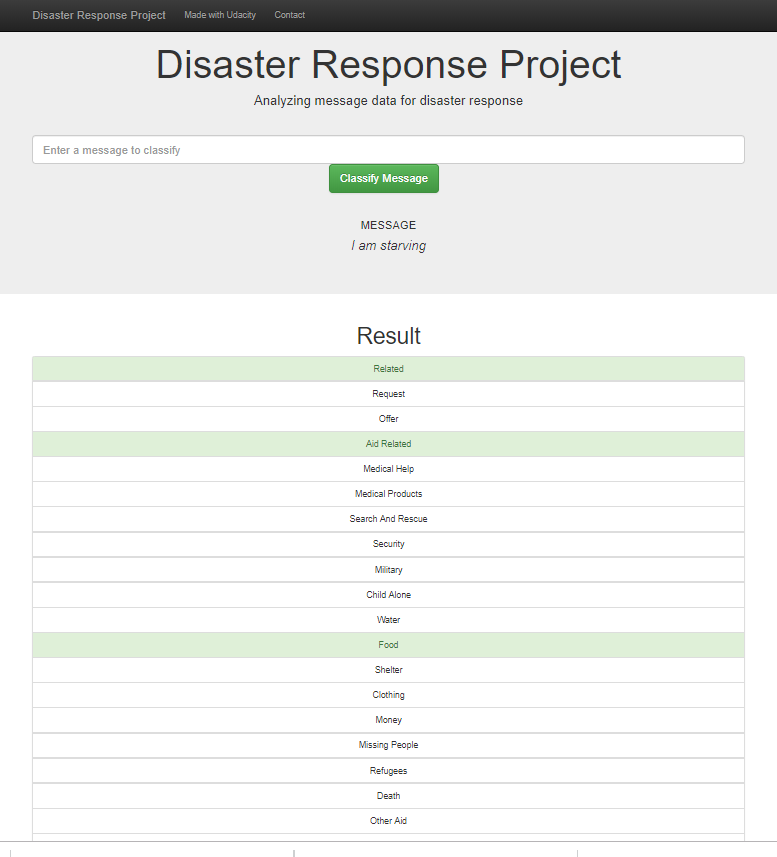 Disaster Response Project Made with Udacity Contact
Disaster Response Project
Analyzing message data for disaster response
Enter a message to classify
Classify Message
MESSAGE
I am starving
Result
Related
Request
Offer
Aid Related
Medical Help
Medical Products
Search And Rescue
Security
Military
Child Alone
Water
Food
Shelter
Clothing
Money
Missing People
Refugees
Death
Other Aid